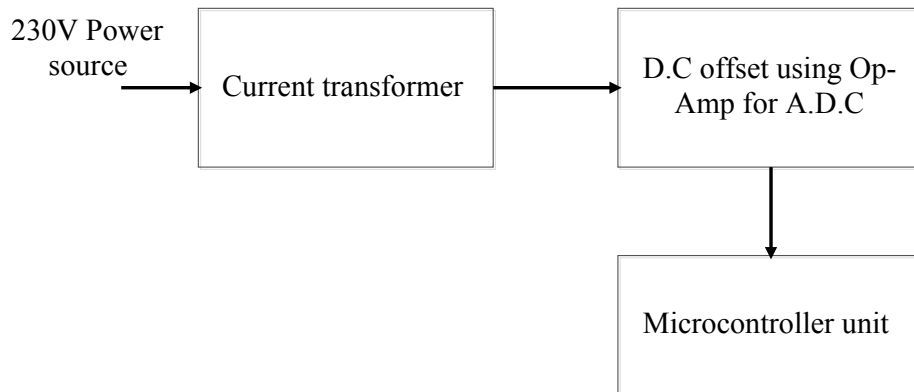 230V Power
source
Current transformer
D.C offset using Op-
Amp for A.D.C
Microcontroller unit